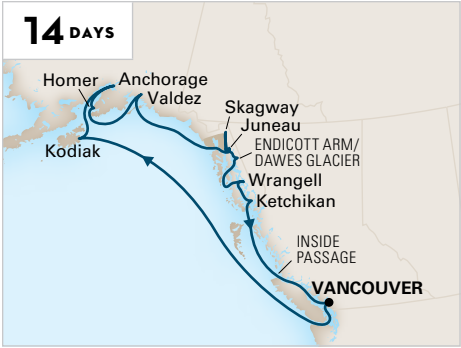 14 DAYS
Homer
Anchorage
Valdez
Kodiak
Skagway
Juneau
ENDICOTT ARM/
DAWES GLACIER
Wrangell
Ketchikan
INSIDE
PASSAGE
VANCOUVER